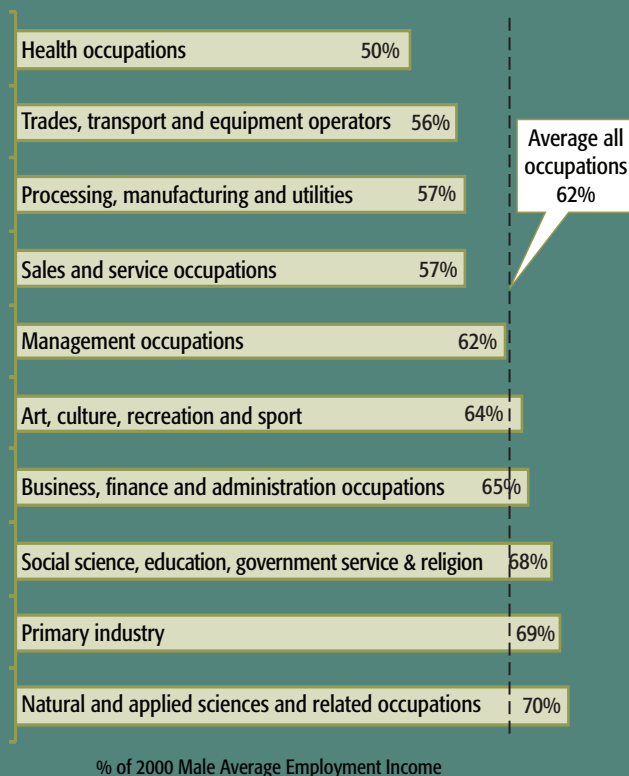 Health occupations 50%
Trades, transport and equipment operators 56%
Average all
occupations
62%
Processing, manufacturing and utilities 57%
Sales and service occupations 57%
Management occupations 62%
Art, culture, recreation and sport 64%
Business, finance and administration occupations 65%
Social science, education, government service & religion 68%
Primary industry 69%
Natural and applied sciences and related occupations 70%
% of 2000 Male Average Employment Income